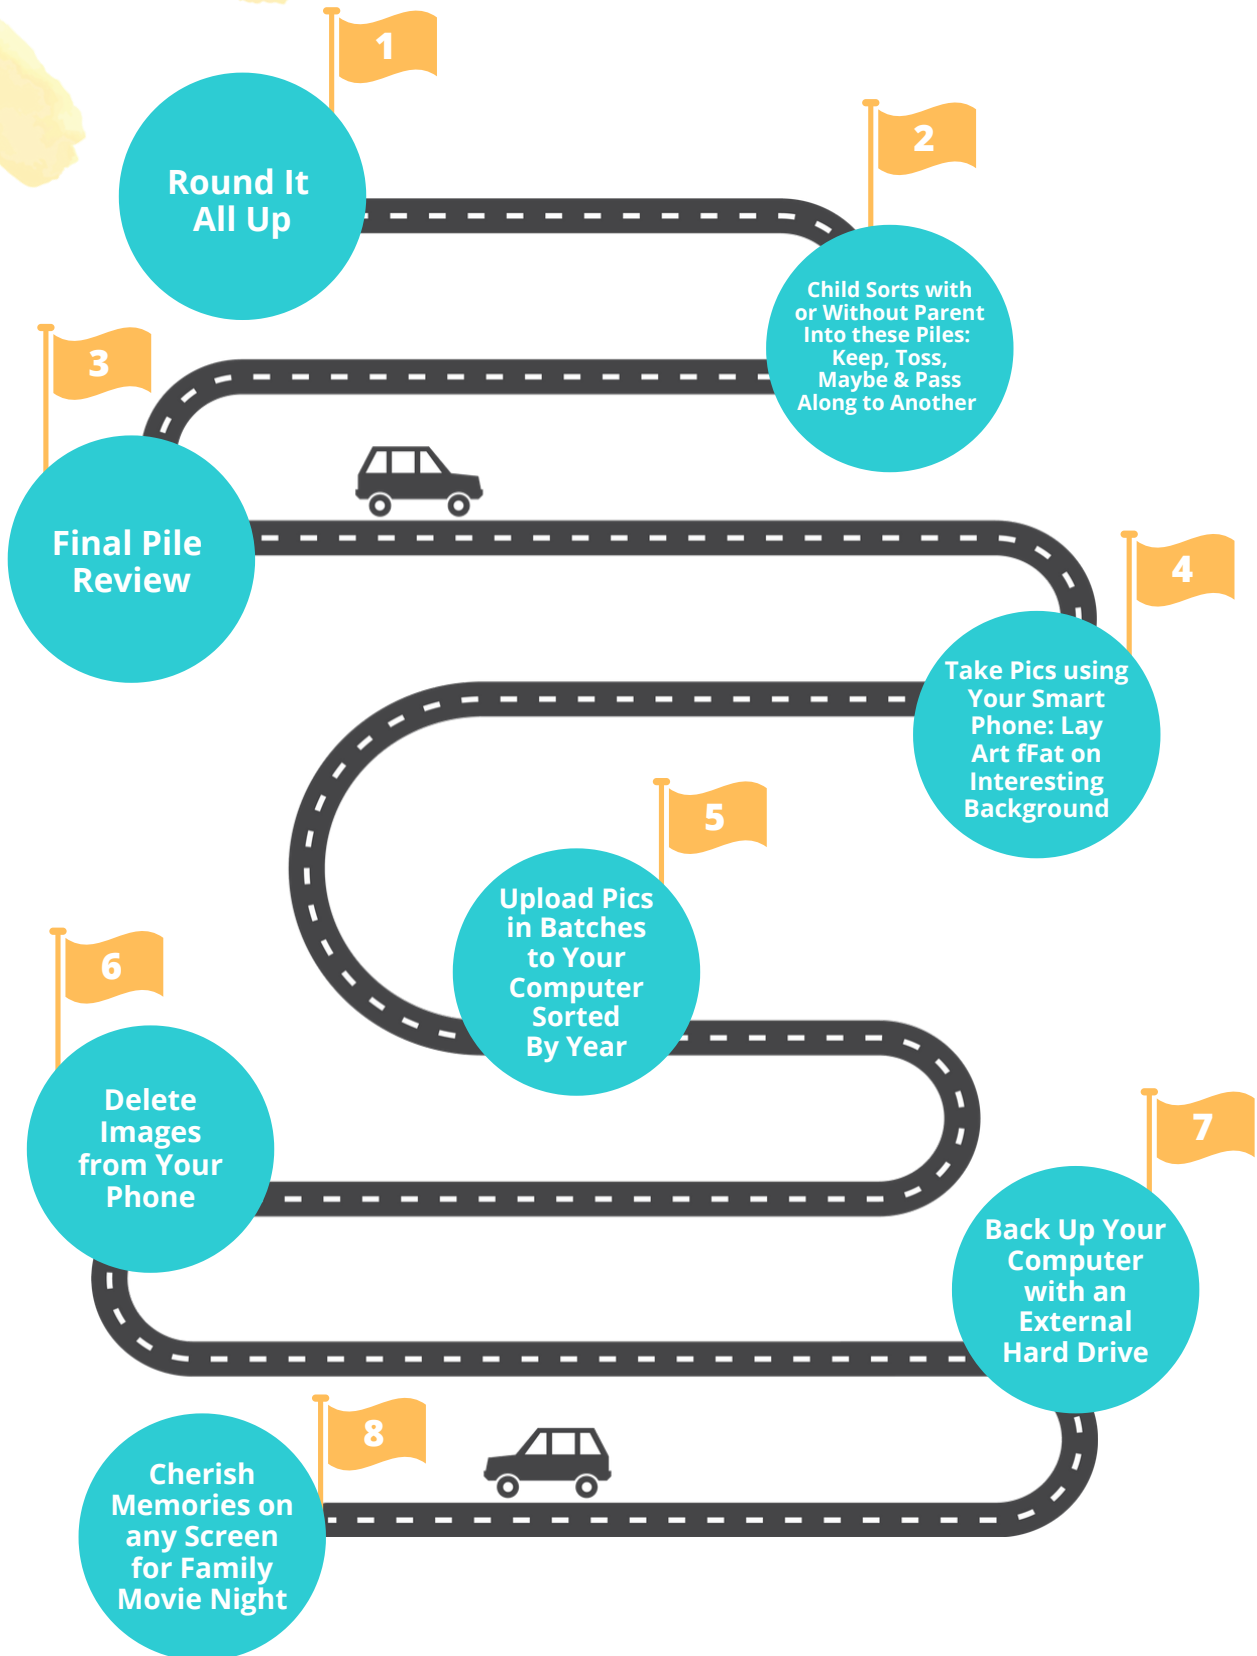 1
Round It
All Up
2
Child Sorts with
or Without Parent
Into these Piles:
Keep, Toss,
Maybe & Pass
Along to Another
3
Final Pile
Review
4
Take Pics using
Your Smart
Phone: Lay
Art fFat on
Interesting
Background
5
Upload Pics
in Batches
to Your
Computer
Sorted
By Year
6
Delete
Images
from Your
Phone
7
Back Up Your
Computer
with an
External
Hard Drive
8
Cherish
Memories on
any Screen
for Family
Movie Night